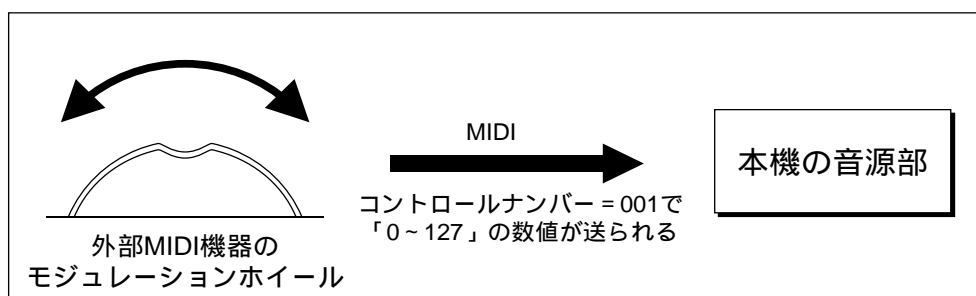 MIDI
本機の音源部
コントロールナンバー = 001で
「0 ~ 127」の数値が送られる
外部MIDI機器の
モジュレーションホイール